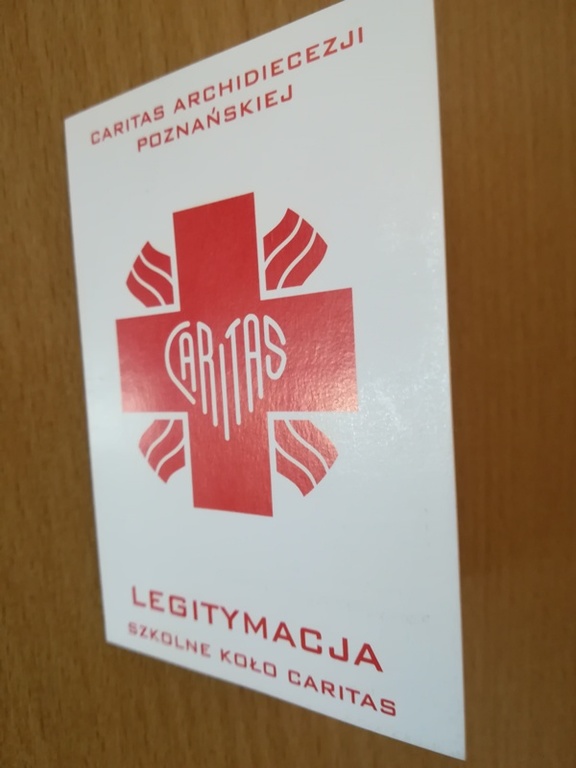 CARITAS ARCHIDIECEZJI
POZNAŃSKIEJ
CARITAS
LEGITYMACJA
SZKOLNE KOŁO CARITAS